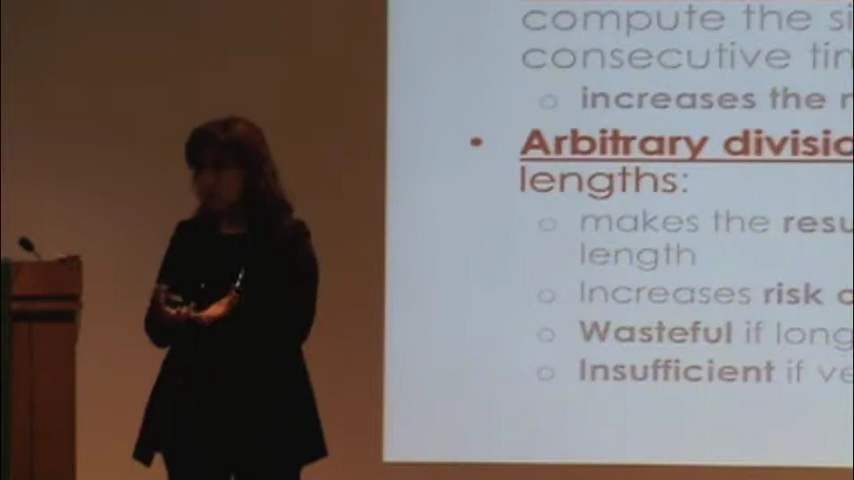 compute the si
consecutive tin
increases the r
Arbitrary divisio
lengths:
makes the resu
length
Increases risk o
Wasteful if long
Insufficient if ve